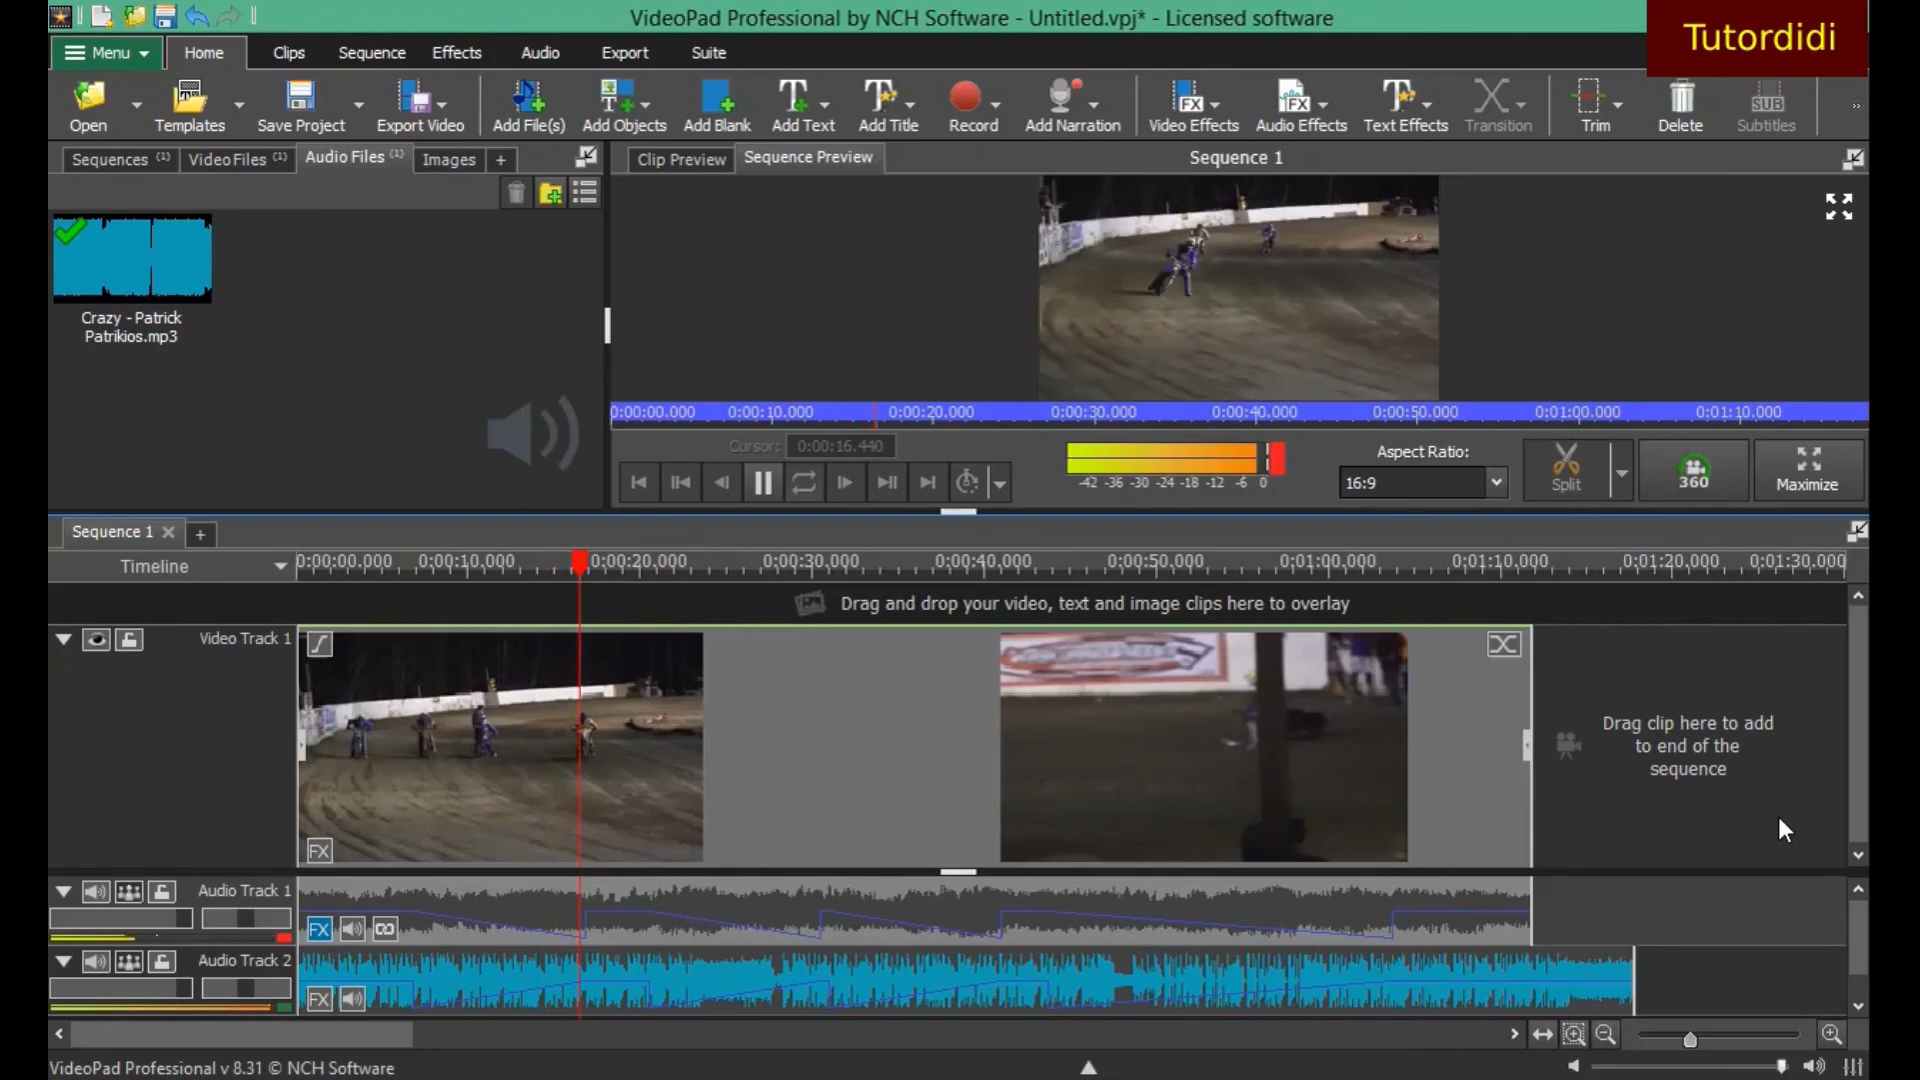 VideoPad Professional by NCH Software - Untitled.vpj* - Licensed software
Tutordidi
Menu Home Clips Sequence Effects Audio Export Suite
Open Templates Save Project Export Video Add File(s) Add Objects Add Blank Add Text Add Title Record Add Narration Video Effects Audio Effects Text Effects Transition Trim Delete Subtitles
Sequences (1) Video Files (1) Audio Files (1) Images +
Clip Preview Sequence Preview Sequence 1
Crazy - Patrick
Patrikios.mp3
0:00:00.000 0:00:10.000 0:00:20.000 0:00:30.000 0:00:40.000 0:00:50.000 0:01:00.000 0:01:10.000
Cursor: 0:00:16.440
-42 -36 -30 -24 -18 -12 -6 0
Aspect Ratio:
16:9
Split
360
Maximize
Sequence 1 +
Timeline
0:00:00.000 0:00:10.000 0:00:20.000 0:00:30.000 0:00:40.000 0:00:50.000 0:01:00.000 0:01:10.000 0:01:20.000 0:01:30.000
Drag and drop your video, text and image clips here to overlay
Video Track 1
FX
Drag clip here to add
to end of the
sequence
Audio Track 1
FX
Audio Track 2
FX
VideoPad Professional v 8.31 © NCH Software